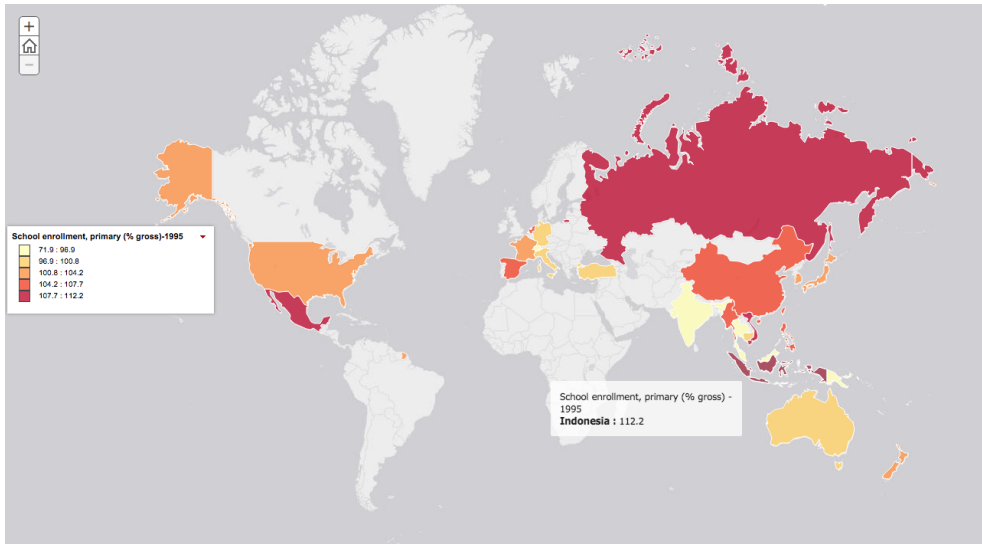 +
−
School enrollment, primary (% gross)-1995
71.9 : 96.9
96.9 : 100.8
100.8 : 104.2
104.2 : 107.7
107.7 : 112.2
School enrollment, primary (% gross) -
1995
Indonesia : 112.2